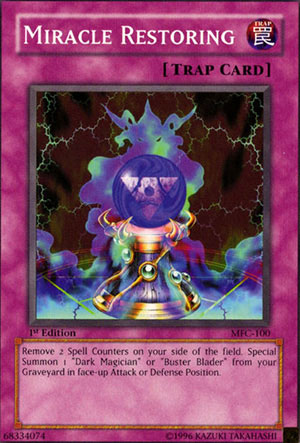 MIRACLE RESTORING
TRAP
罠
[TRAP CARD]
1st Edition
MFC-100
Remove 2 Spell Counters on your side of the field. Special
Summon 1 "Dark Magician" or "Buster Blader" from your
Graveyard in face-up Attack or Defense Position.
68334074
©1996 KAZUKI TAKAHASHI